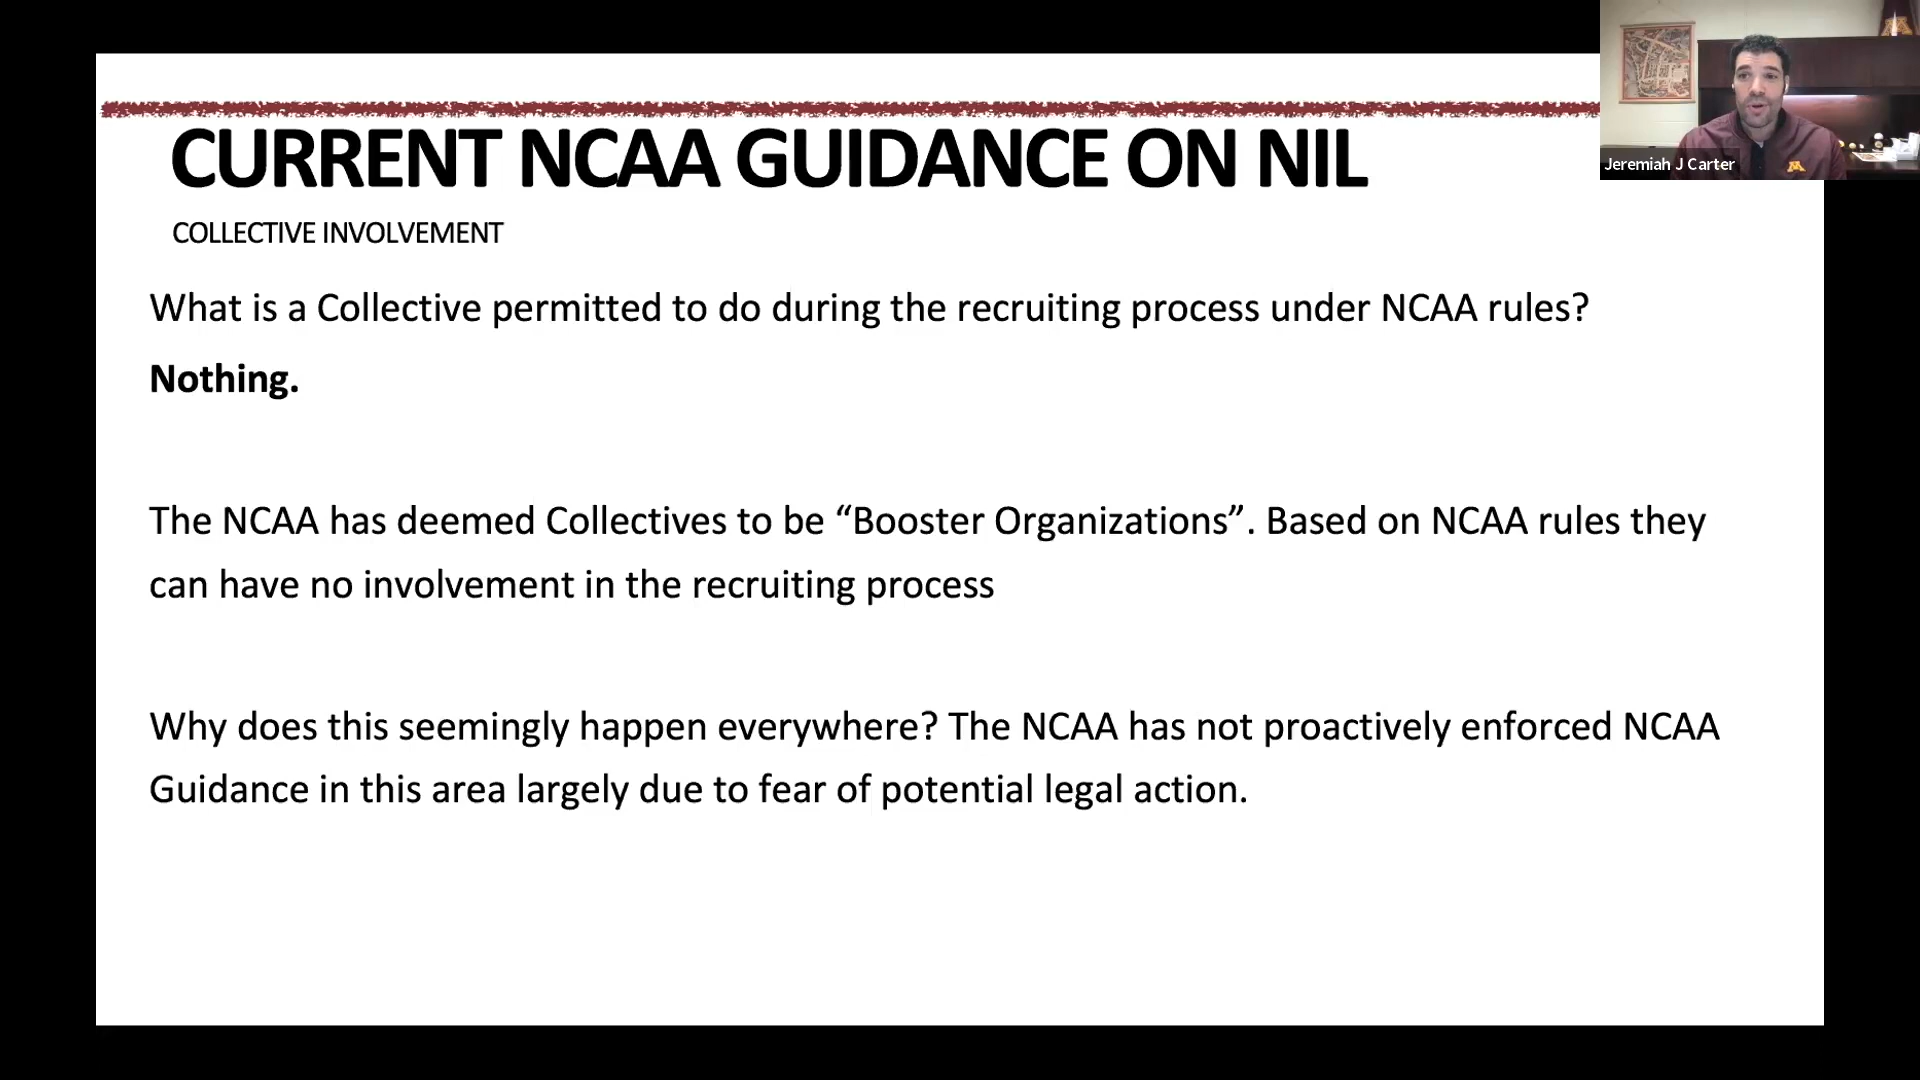 CURRENT NCAA GUIDANCE ON NIL
COLLECTIVE INVOLVEMENT
What is a Collective permitted to do during the recruiting process under NCAA rules?
Nothing.
The NCAA has deemed Collectives to be “Booster Organizations”. Based on NCAA rules they
can have no involvement in the recruiting process
Why does this seemingly happen everywhere? The NCAA has not proactively enforced NCAA
Guidance in this area largely due to fear of potential legal action.
Jeremiah J Carter
M